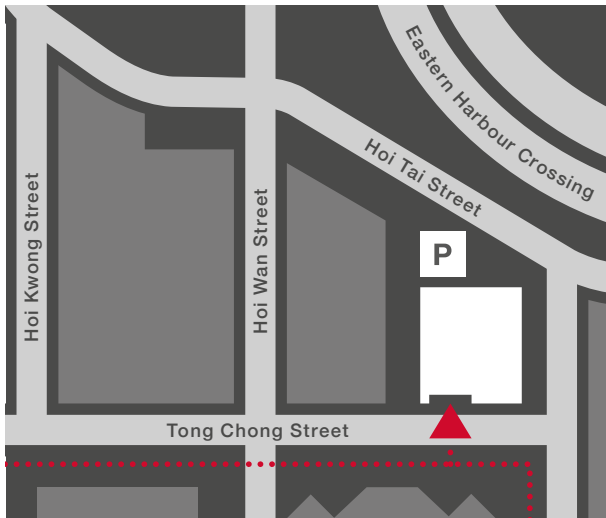 Eastern Harbour Crossing
Hoi Tai Street
Hoi Kwong Street
Hoi Wan Street
P
Tong Chong Street